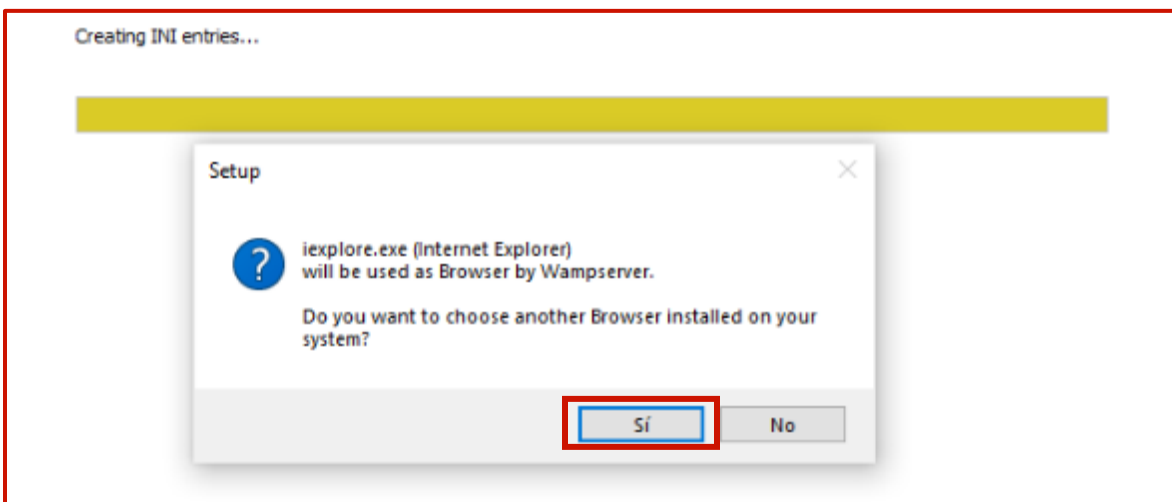 Creating INI entries...
Setup
iexplore.exe (Internet Explorer)
will be used as Browser by Wampserver.
Do you want to choose another Browser installed on your
system?
Sí
No